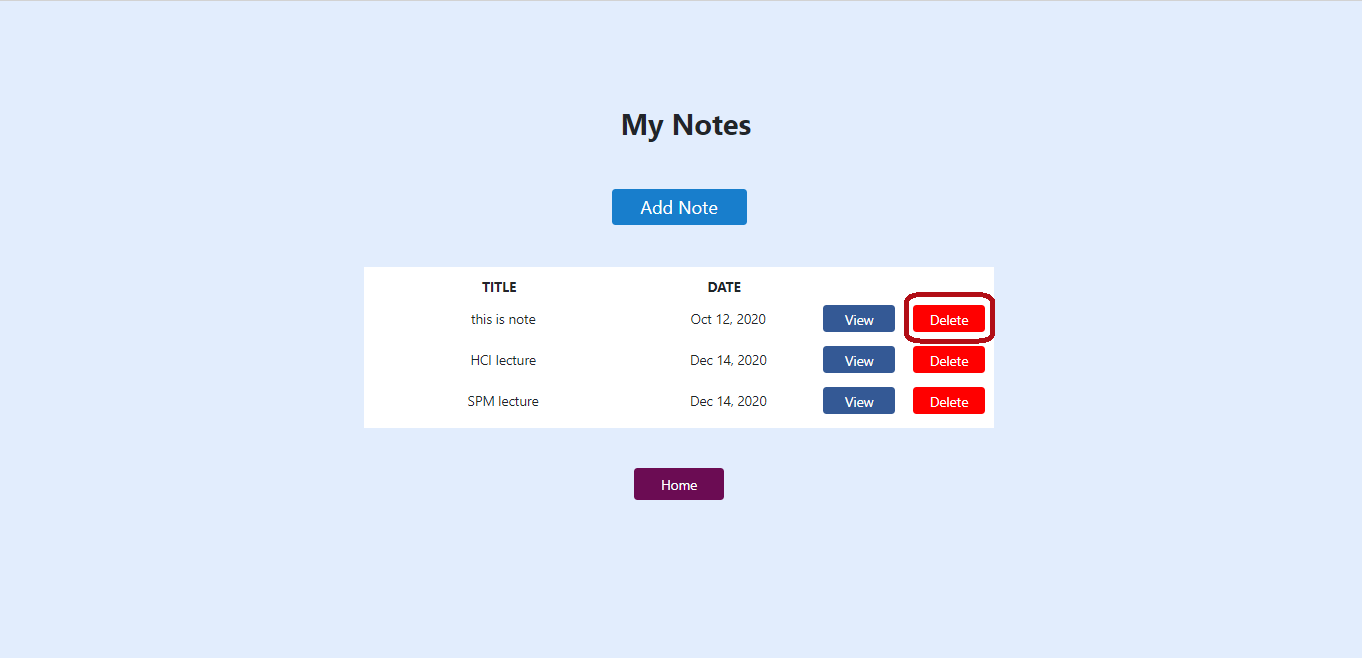 My Notes
Add Note
TITLE DATE
this is note Oct 12, 2020 View Delete
HCI lecture Dec 14, 2020 View Delete
SPM lecture Dec 14, 2020 View Delete
Home